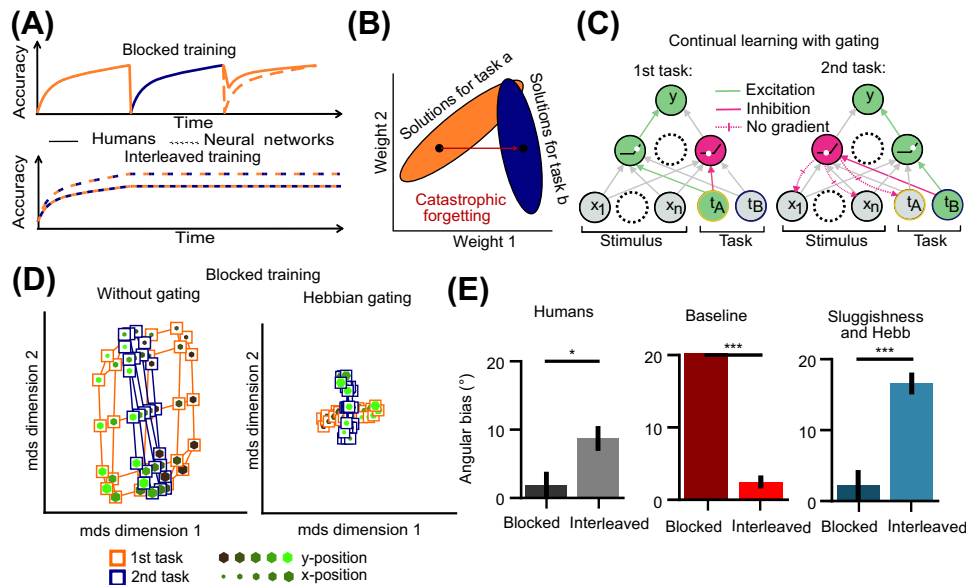 (A)
Blocked training
Accuracy
Time
Humans
Neural networks
Interleaved training
Accuracy
Time
(B)
Weight 2
Solutions for task a
Solutions for task b
Catastrophic
forgetting
Weight 1
(C)
Continual learning with gating
1st task:
2nd task:
Excitation
Inhibition
No gradient
y
y
x1
xn
tA
tB
x1
xn
tA
tB
Stimulus
Task
Stimulus
Task
(D)
Blocked training
Without gating
Hebbian gating
mds dimension 2
mds dimension 2
mds dimension 1
mds dimension 1
1st task
2nd task
y-position
x-position
(E)
Humans
Angular bias (°)
20
10
0
*
Blocked
Interleaved
Baseline
20
10
0
***
Blocked
Interleaved
Sluggishness
and Hebb
20
10
0
***
Blocked
Interleaved